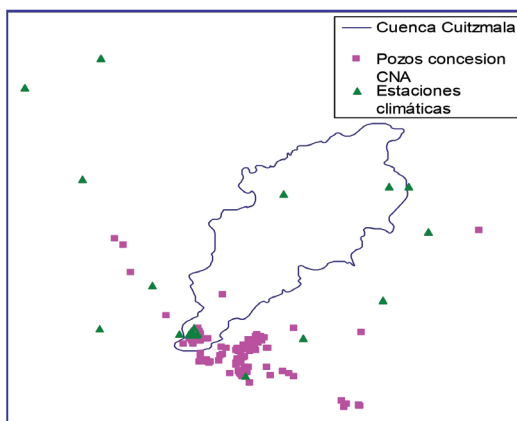 Cuenca Cuitzmala
Pozos concesion
CNA
Estaciones
climáticas